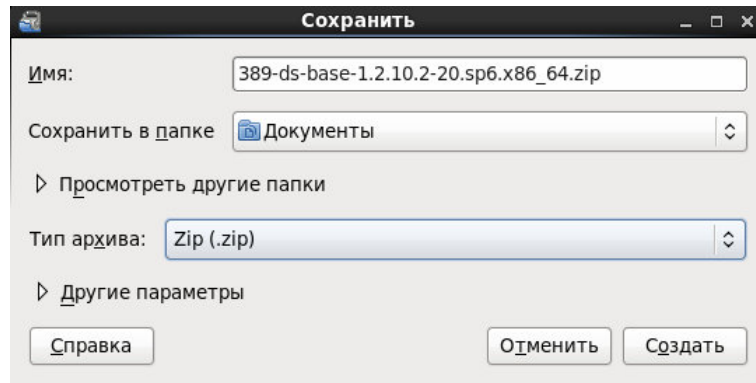 Сохранить
Имя: 389-ds-base-1.2.10.2-20.sp6.x86_64.zip
Сохранить в папке Документы
Просмотреть другие папки
Тип архива: Zip (.zip)
Другие параметры
Справка Отменить Создать